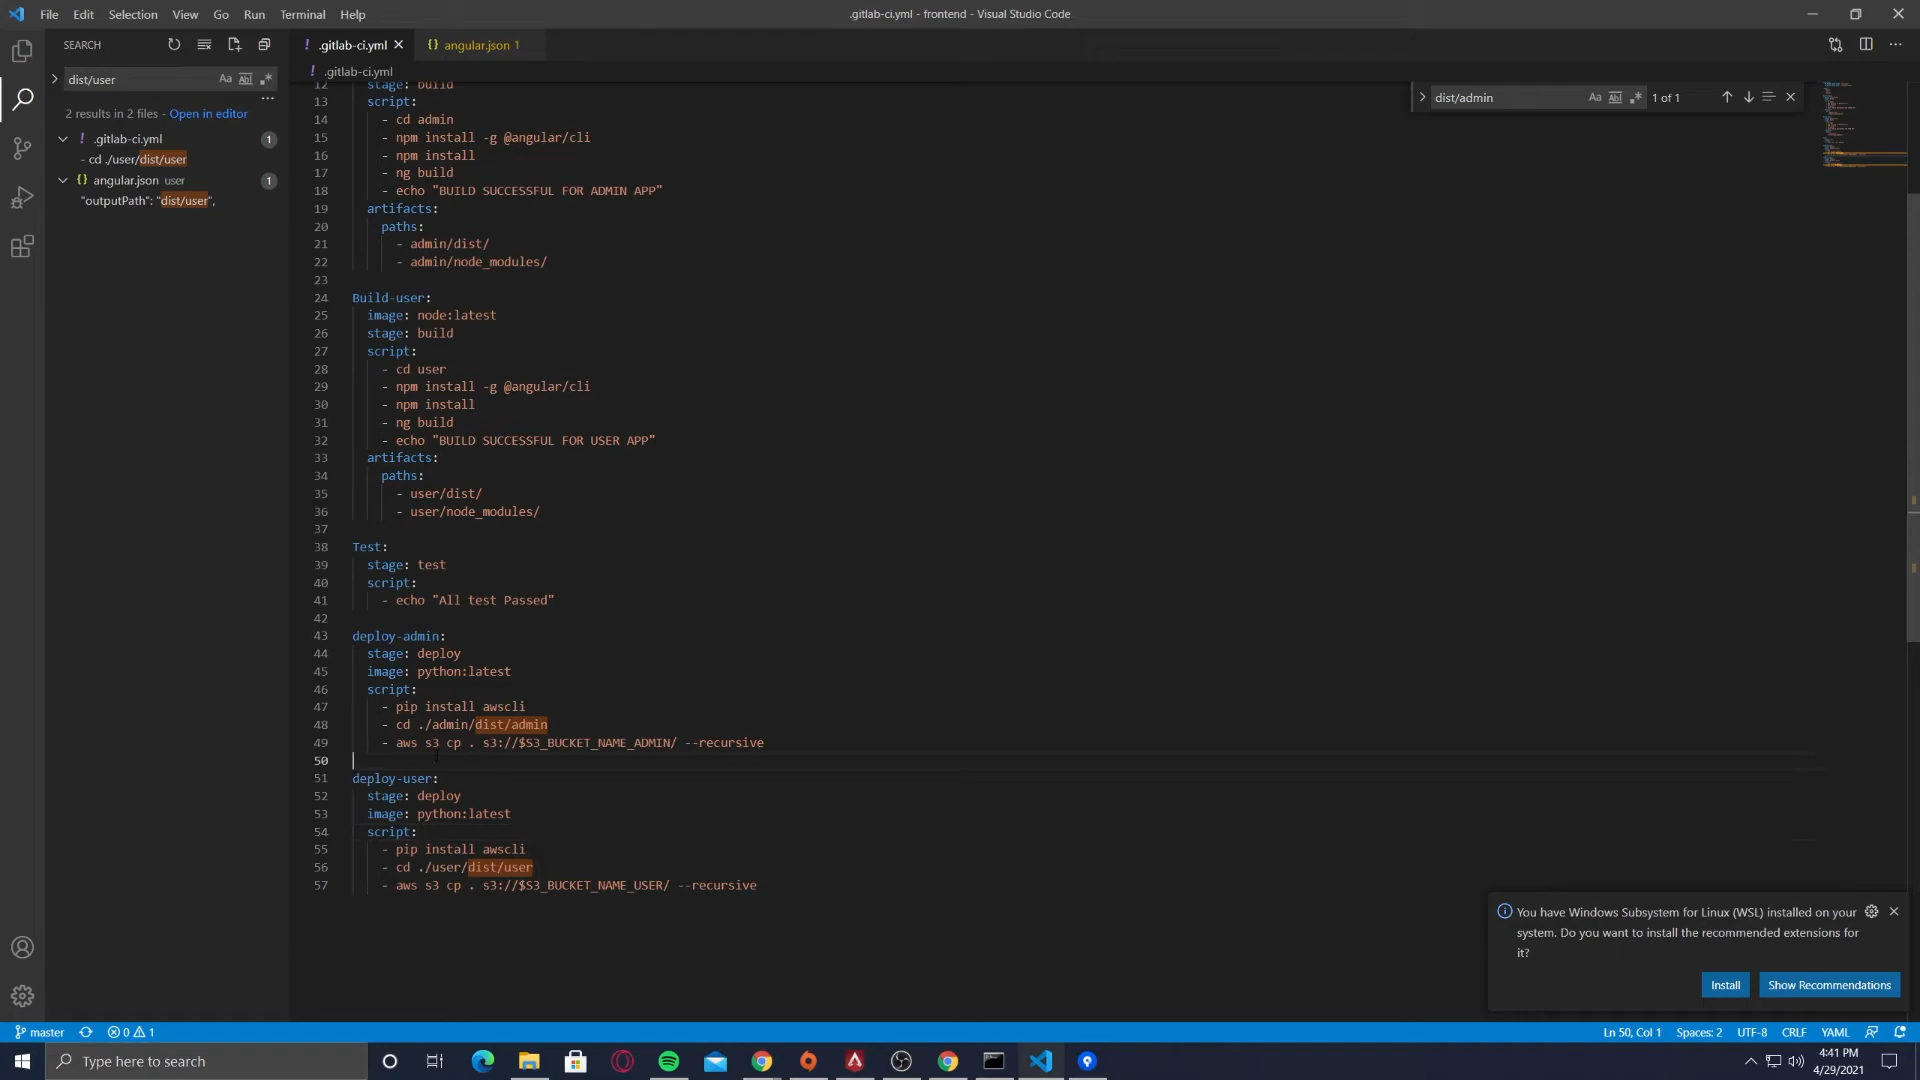 File Edit Selection View Go Run Terminal Help
.gitlab-ci.yml - frontend - Visual Studio Code
SEARCH
dist/user
Aa Abl .*
2 results in 2 files - Open in editor
.gitlab-ci.yml 1
- cd ./user/dist/user
angular.json user 1
"outputPath": "dist/user",
.gitlab-ci.yml
angular.json 1
.gitlab-ci.yml
dist/admin Aa Abl .* 1 of 1
12 stage: build
13 script:
14 - cd admin
15 - npm install -g @angular/cli
16 - npm install
17 - ng build
18 - echo "BUILD SUCCESSFUL FOR ADMIN APP"
19 artifacts:
20 paths:
21 - admin/dist/
22 - admin/node_modules/
23
24 Build-user:
25 image: node:latest
26 stage: build
27 script:
28 - cd user
29 - npm install -g @angular/cli
30 - npm install
31 - ng build
32 - echo "BUILD SUCCESSFUL FOR USER APP"
33 artifacts:
34 paths:
35 - user/dist/
36 - user/node_modules/
37
38 Test:
39 stage: test
40 script:
41 - echo "All test Passed"
42
43 deploy-admin:
44 stage: deploy
45 image: python:latest
46 script:
47 - pip install awscli
48 - cd ./admin/dist/admin
49 - aws s3 cp . s3://$S3_BUCKET_NAME_ADMIN/ --recursive
50
51 deploy-user:
52 stage: deploy
53 image: python:latest
54 script:
55 - pip install awscli
56 - cd ./user/dist/user
57 - aws s3 cp . s3://$S3_BUCKET_NAME_USER/ --recursive
You have Windows Subsystem for Linux (WSL) installed on your
system. Do you want to install the recommended extensions for
it?
Install Show Recommendations
master 0 1
Ln 50, Col 1 Spaces: 2 UTF-8 CRLF YAML
Type here to search
4:41 PM
4/29/2021